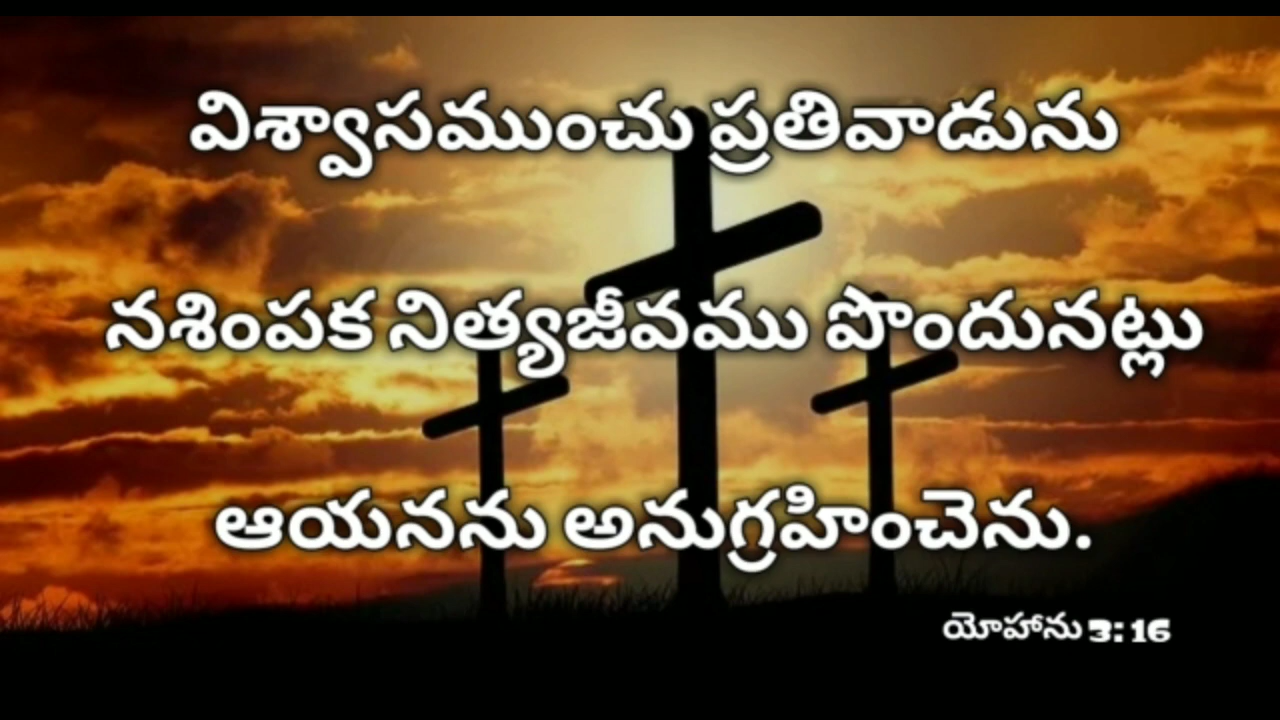 విశ్వాసముంచు ప్రతివాడును
నశింపక నిత్యజీవము పొందునట్లు
ఆయనను అనుగ్రహించెను.
యోహాను 3: 16